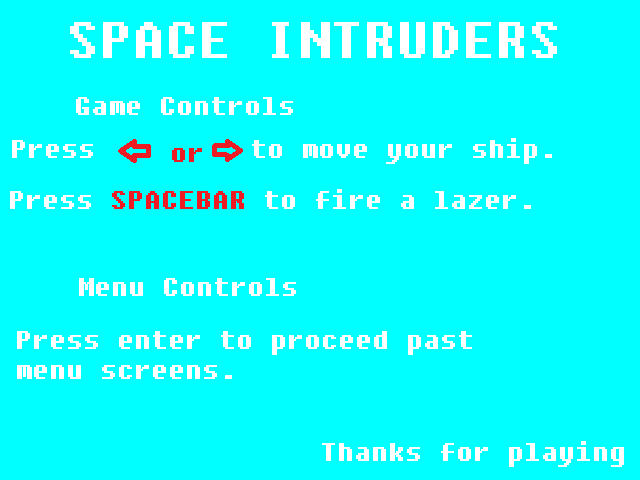 SPACE INTRUDERS
Game Controls
Press ⇦ or ⇨ to move your ship.
Press SPACEBAR to fire a lazer.
Menu Controls
Press enter to proceed past
menu screens.
Thanks for playing